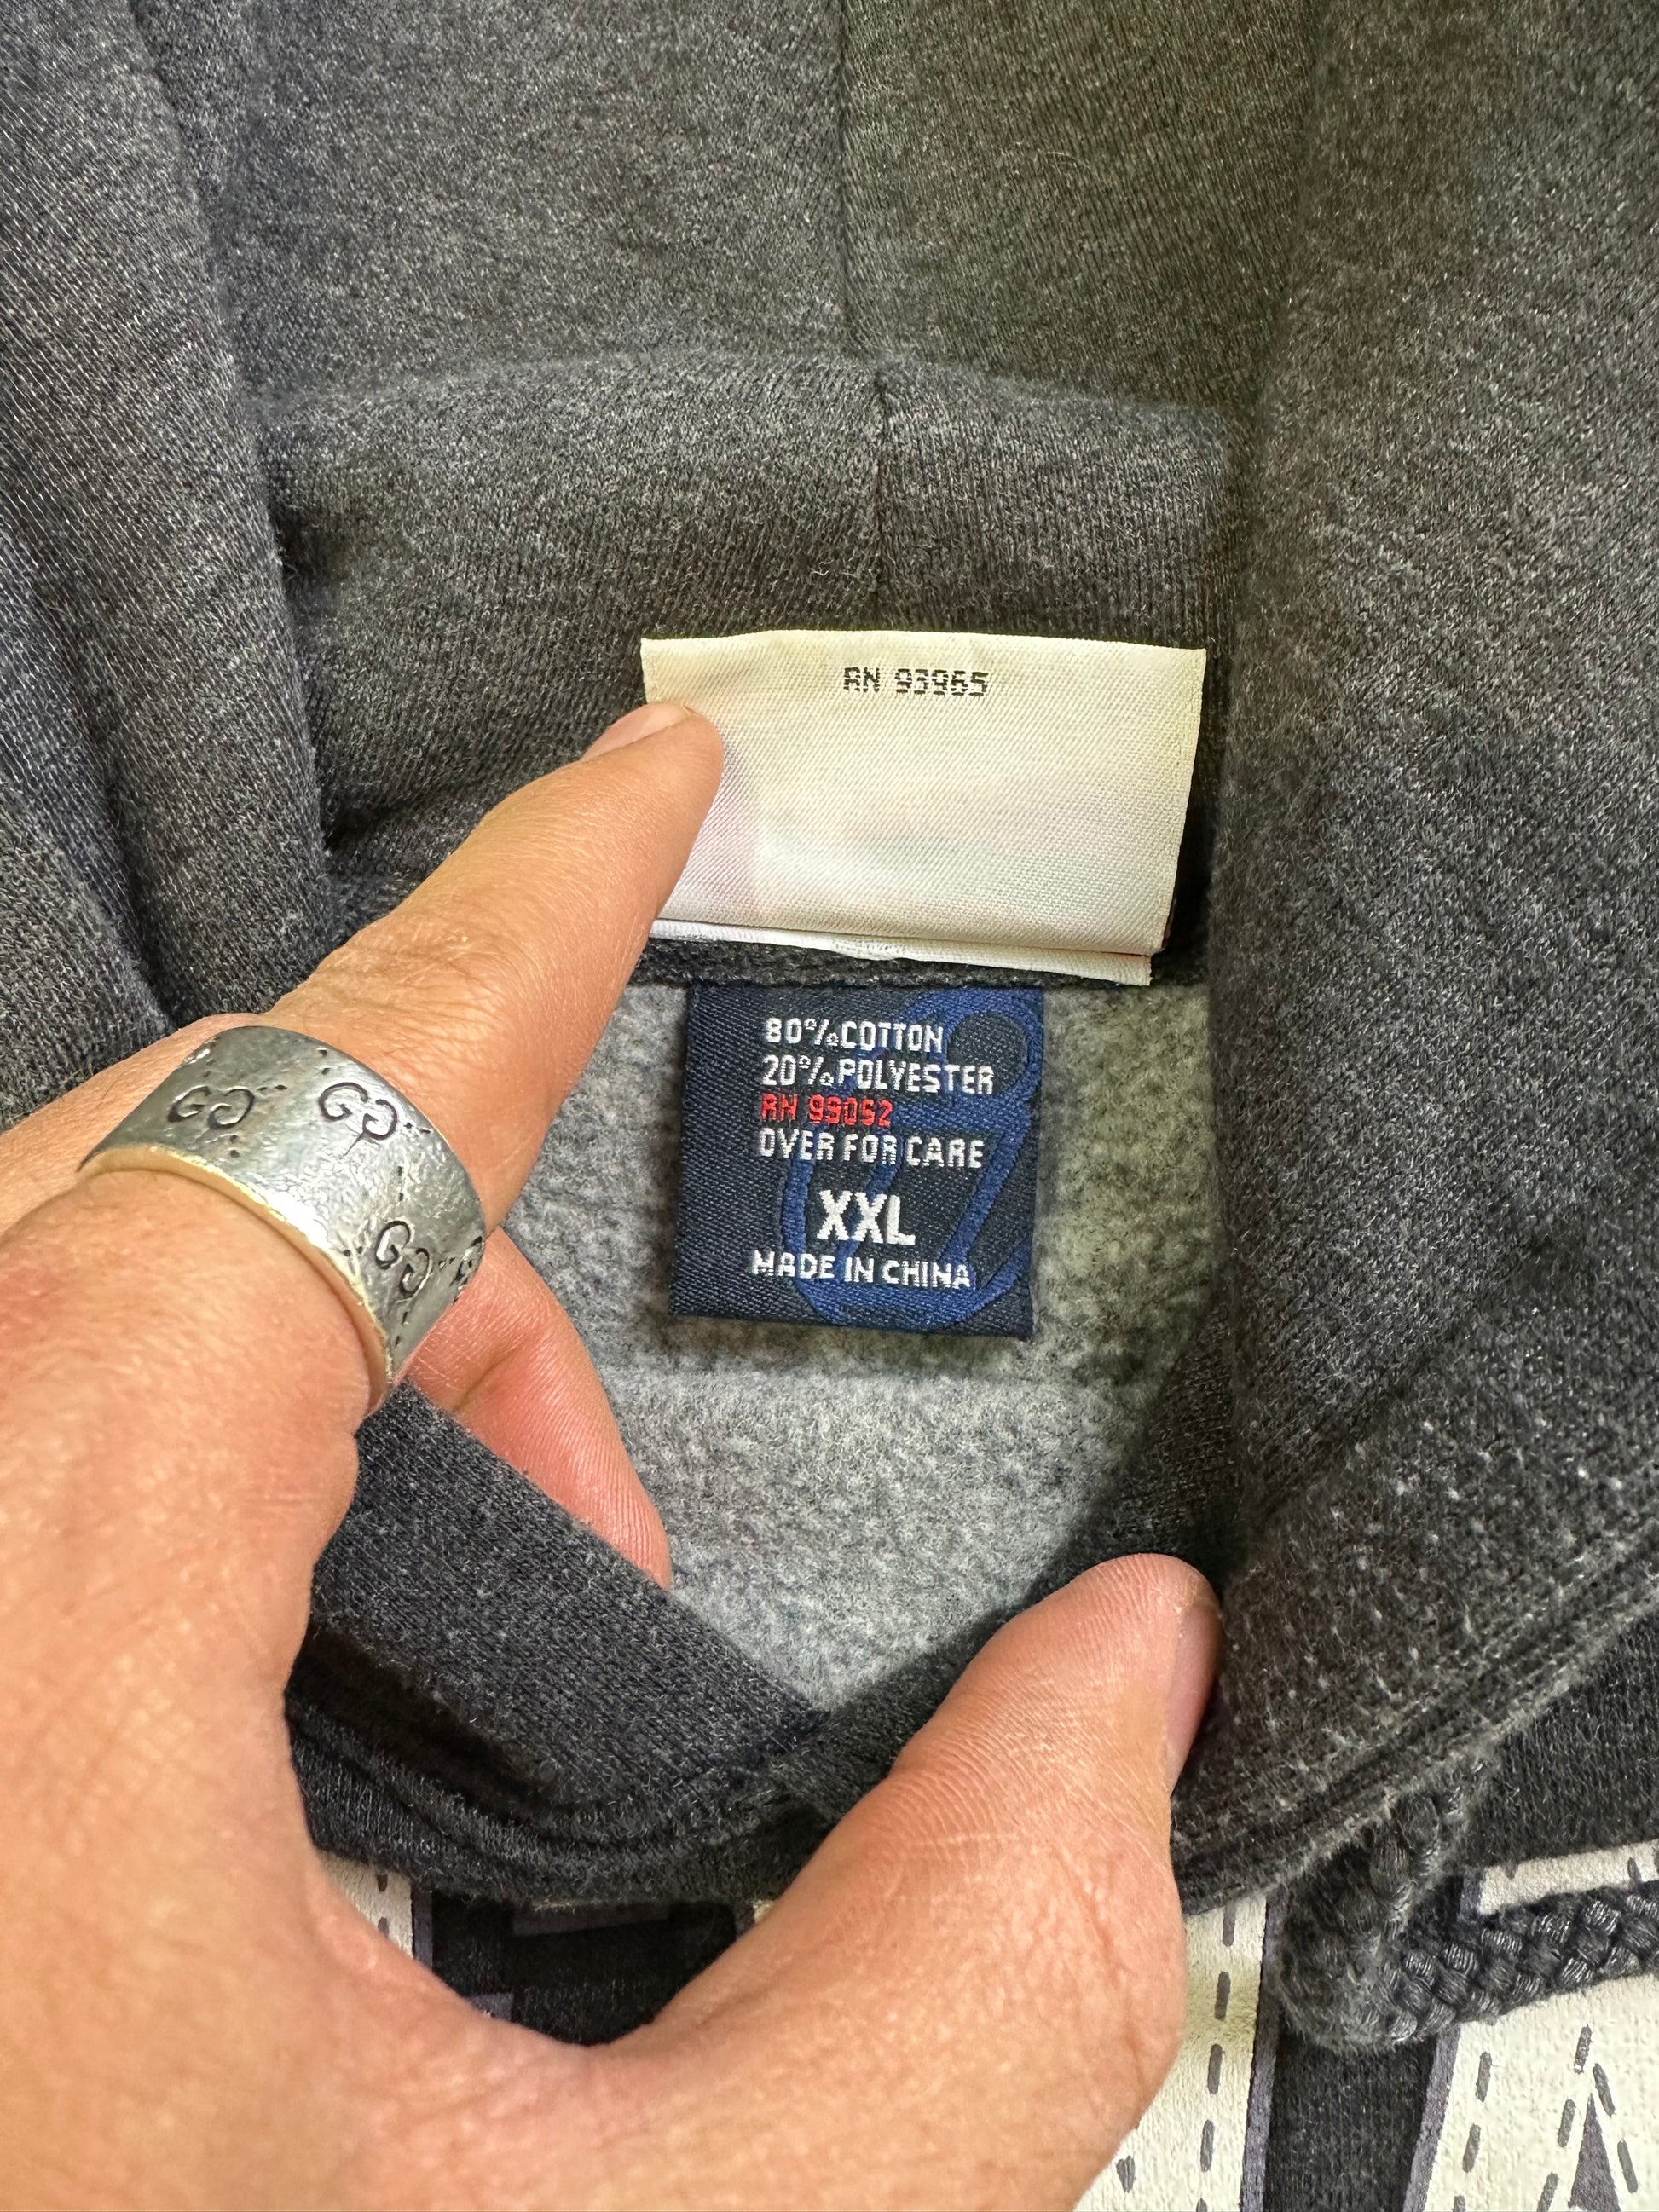 RN 93965
80% COTTON
20% POLYESTER
RN 99052
OVER FOR CARE
XXL
MADE IN CHINA
GG
GG
GG